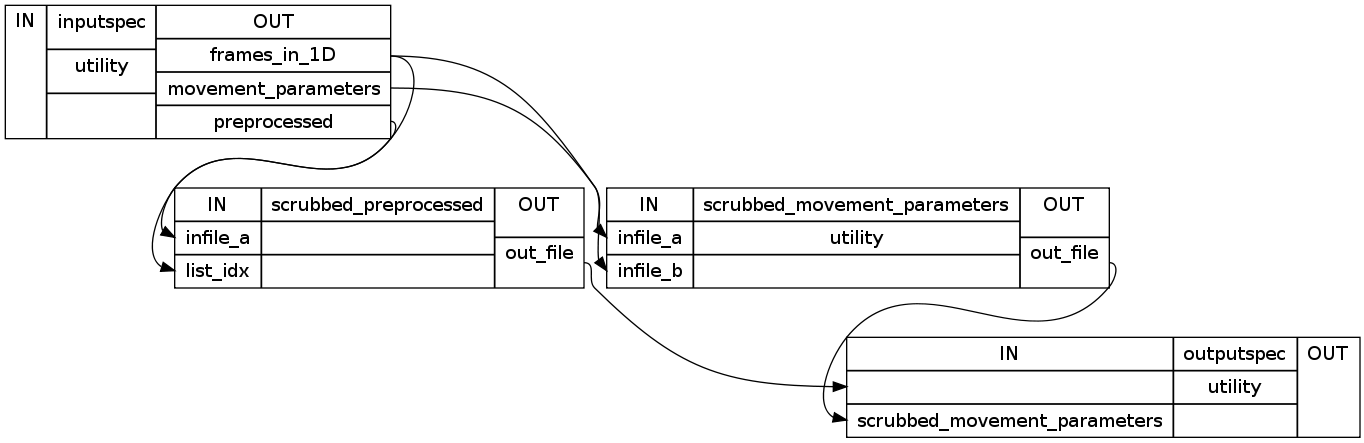 IN inputspec OUT
frames_in_1D
utility
movement_parameters
preprocessed
IN scrubbed_preprocessed OUT
infile_a
out_file
list_idx
IN scrubbed_movement_parameters OUT
infile_a utility
out_file
infile_b
IN outputspec OUT
utility
scrubbed_movement_parameters